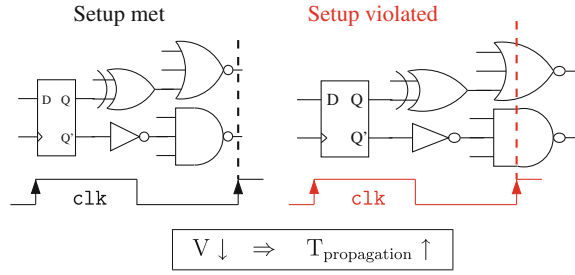 Setup met Setup violated
D Q D Q
Q' Q'
clk clk
V ↓ ⇒ T_propagation ↑